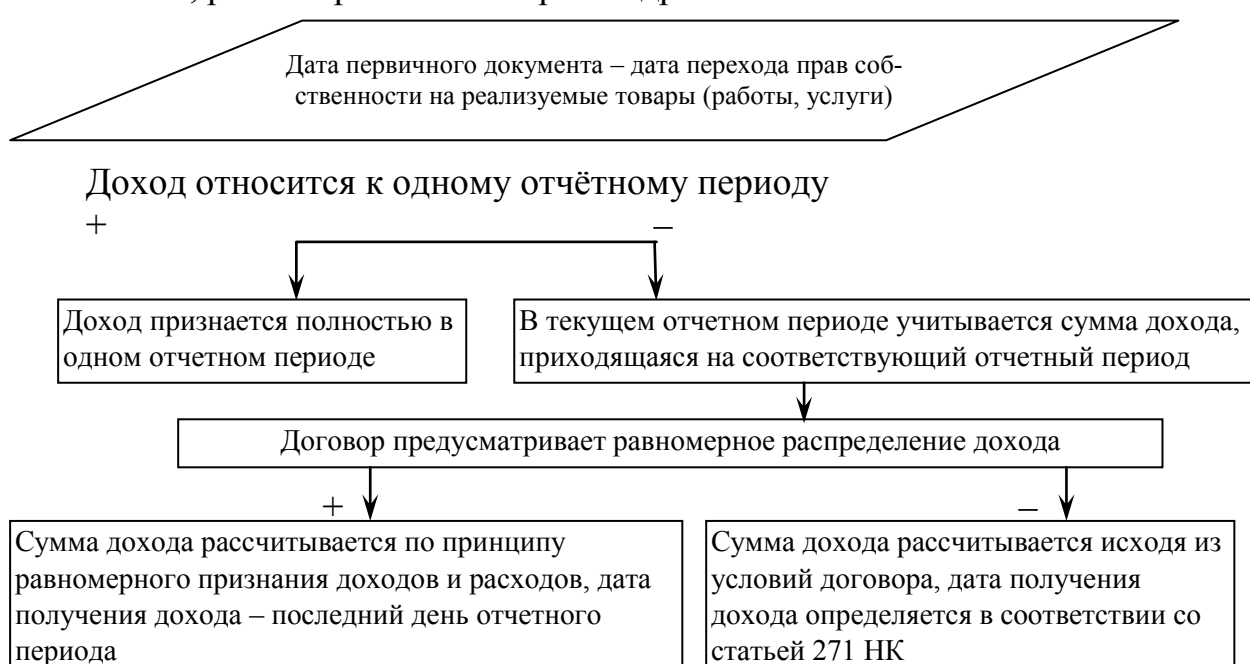 Дата первичного документа – дата перехода прав соб-
ственности на реализуемые товары (работы, услуги)
Доход относится к одному отчётному периоду
+ –
Доход признается полностью в
одном отчетном периоде
В текущем отчетном периоде учитывается сумма дохода,
приходящаяся на соответствующий отчетный период
Договор предусматривает равномерное распределение дохода
+ –
Сумма дохода рассчитывается по принципу
равномерного признания доходов и расходов, дата
получения дохода – последний день отчетного
периода
Сумма дохода рассчитывается исходя из
условий договора, дата получения
дохода определяется в соответствии со
статьей 271 НК